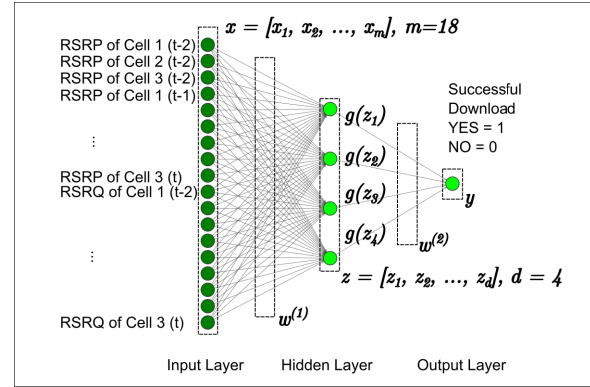 x = [x₁, x₂, ..., xₘ], m=18
RSRP of Cell 1 (t-2)
RSRP of Cell 2 (t-2)
RSRP of Cell 3 (t-2)
RSRP of Cell 1 (t-1)
...
RSRP of Cell 3 (t)
RSRQ of Cell 1 (t-2)
...
RSRQ of Cell 3 (t)
w⁽¹⁾
g(z₁)
g(z₂)
g(z₃)
g(z₄)
z = [z₁, z₂, ..., z_d], d = 4
w⁽²⁾
Successful
Download
YES = 1
NO = 0
y
Input Layer
Hidden Layer
Output Layer